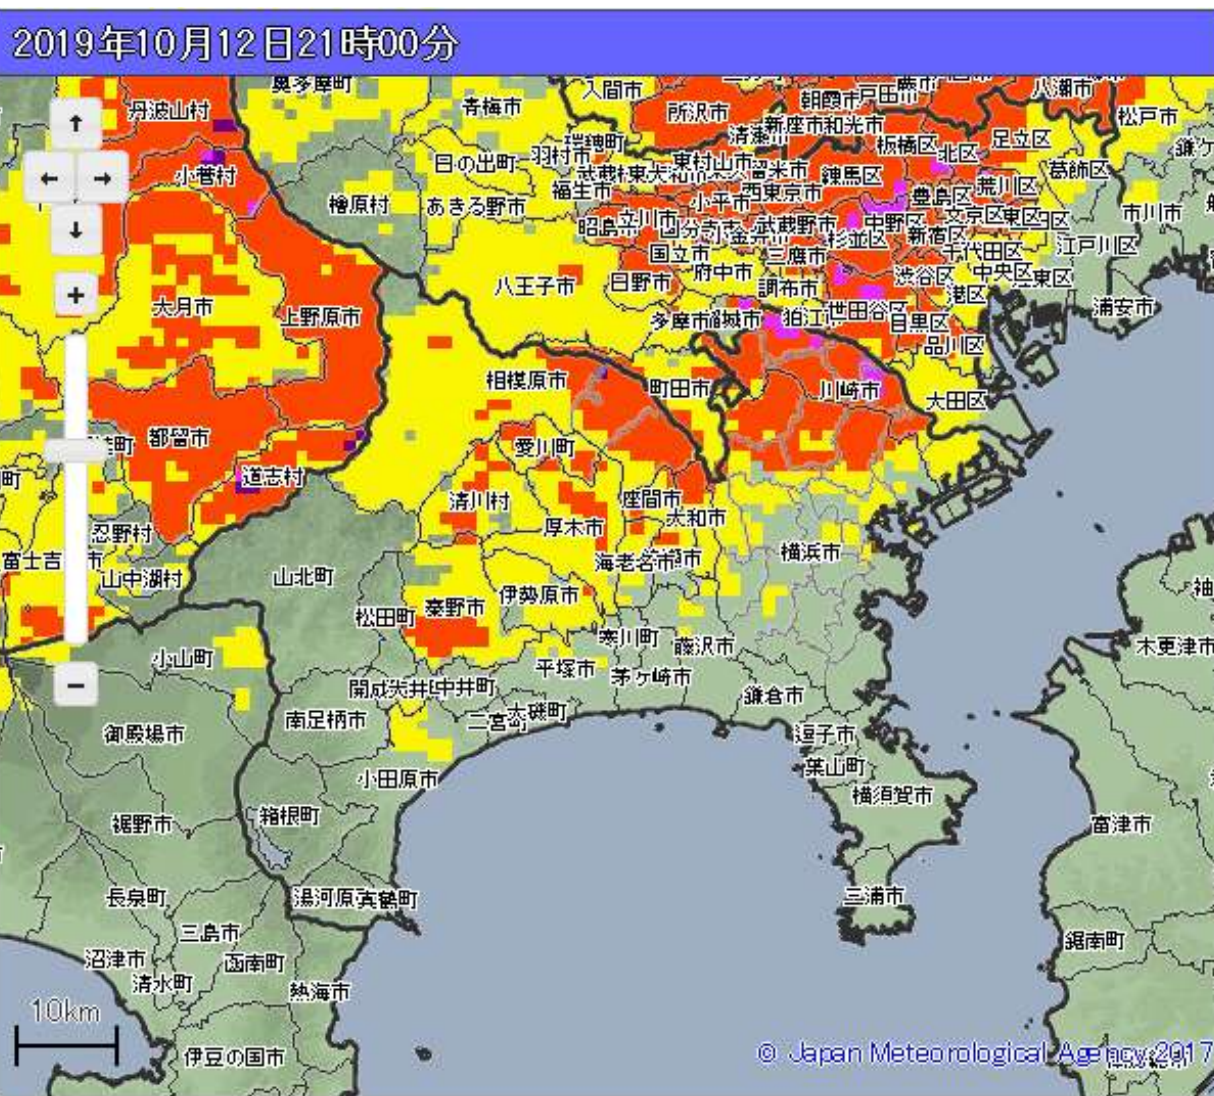 2019年10月12日21時00分
奥多摩町
入間市
八潮市
丹波山村
青梅市
所沢市
朝霞市
戸田市
松戸市
新座市
和光市
瑞穂町
板橋区
北区
足立区
日の出町
羽村市
東村山市
小菅村
福生市
練馬区
葛飾区
西東京市
豊島区
荒川区
檜原村
あきる野市
小平市
市川市
昭島市
立川市
武蔵野市
中野区
文京区
杉並区
新宿区
江戸川区
国立市
三鷹市
千代田区
八王子市
日野市
府中市
渋谷区
中央区
江東区
調布市
港区
大月市
浦安市
上野原市
多摩市
稲城市
狛江市
世田谷区
目黒区
品川区
相模原市
町田市
川崎市
大田区
都留市
愛川町
道志村
清川村
座間市
大和市
忍野村
厚木市
横浜市
海老名市
山中湖村
山北町
伊勢原市
松田町
秦野市
寒川町
藤沢市
木更津市
小山町
平塚市
茅ヶ崎市
中井町
鎌倉市
南足柄市
大磯町
二宮町
御殿場市
逗子市
葉山町
小田原市
横須賀市
箱根町
裾野市
富津市
長泉町
真鶴町
三浦市
三島市
鋸南町
沼津市
函南町
清水町
熱海市
10km
伊豆の国市
© Japan Meteorological Agency 2017